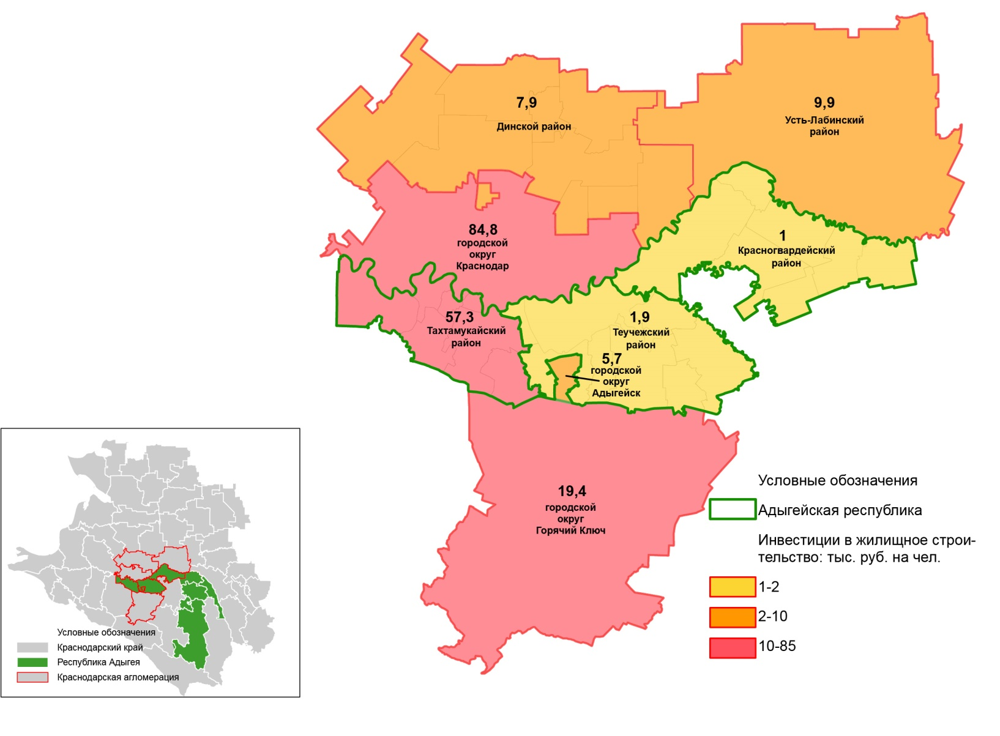 7,9
Динской район
9,9
Усть-Лабинский
район
84,8
городской
округ
Краснодар
1
Красногвардейский
район
57,3
Тахтамукайский
район
1,9
Теучежский
район
5,7
городской
округ
Адыгейск
19,4
городской
округ
Горячий Ключ
Условные обозначения
Адыгейская республика
Инвестиции в жилищное строи-
тельство: тыс. руб. на чел.
1-2
2-10
10-85
Условные обозначения
Краснодарский край
Республика Адыгея
Краснодарская агломерация